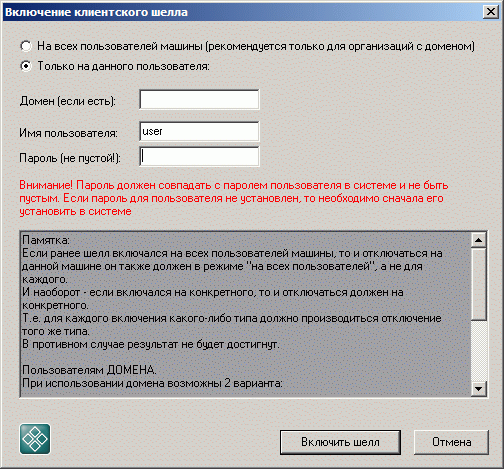 Включение клиентского шелла
На всех пользователей машины (рекомендуется только для организаций с доменом)
Только на данного пользователя:
Домен (если есть):
Имя пользователя: user
Пароль (не пустой!):
Внимание! Пароль должен совпадать с паролем пользователя в системе и не быть
пустым. Если пароль для пользователя не установлен, то необходимо сначала его
установить в системе
Памятка:
Если ранее шелл включался на всех пользователей машины, то и отключаться на
данной машине он также должен в режиме "на всех пользователей", а не для
каждого.
И наоборот - если включался на конкретного, то и отключаться должен на
конкретного.
Т.е. для каждого включения какого-либо типа должно производиться отключение
того же типа.
В противном случае результат не будет достигнут.
Пользователям ДОМЕНА.
При использовании домена возможны 2 варианта:
Включить шелл
Отмена